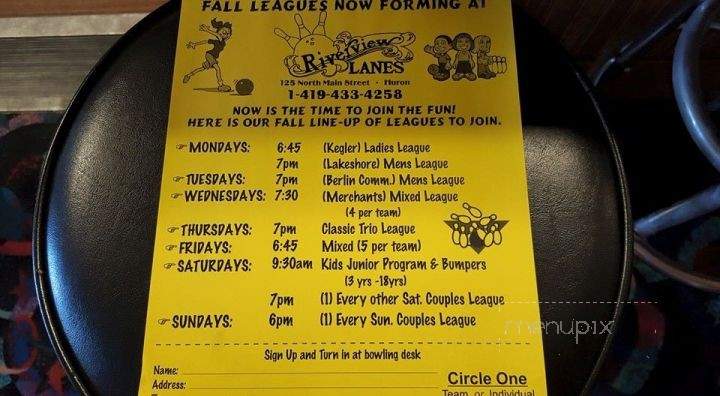 FALL LEAGUES NOW FORMING AT
Riverview
LANES
125 North Main Street • Huron
1-419-433-4258
NOW IS THE TIME TO JOIN THE FUN!
HERE IS OUR FALL LINE-UP OF LEAGUES TO JOIN.
☞ MONDAYS: 6:45 (Kegler) Ladies League
7pm (Lakeshore) Mens League
☞ TUESDAYS: 7pm (Berlin Comm.) Mens League
☞ WEDNESDAYS: 7:30 (Merchants) Mixed League
(4 per team)
☞ THURSDAYS: 7pm Classic Trio League
☞ FRIDAYS: 6:45 Mixed (5 per team)
☞ SATURDAYS: 9:30am Kids Junior Program & Bumpers
(3 yrs -18yrs)
7pm (1) Every other Sat. Couples League
☞ SUNDAYS: 6pm (1) Every Sun. Couples League
Sign Up and Turn in at bowling desk
Name:
Address:
Circle One
Team or Individual
menupix